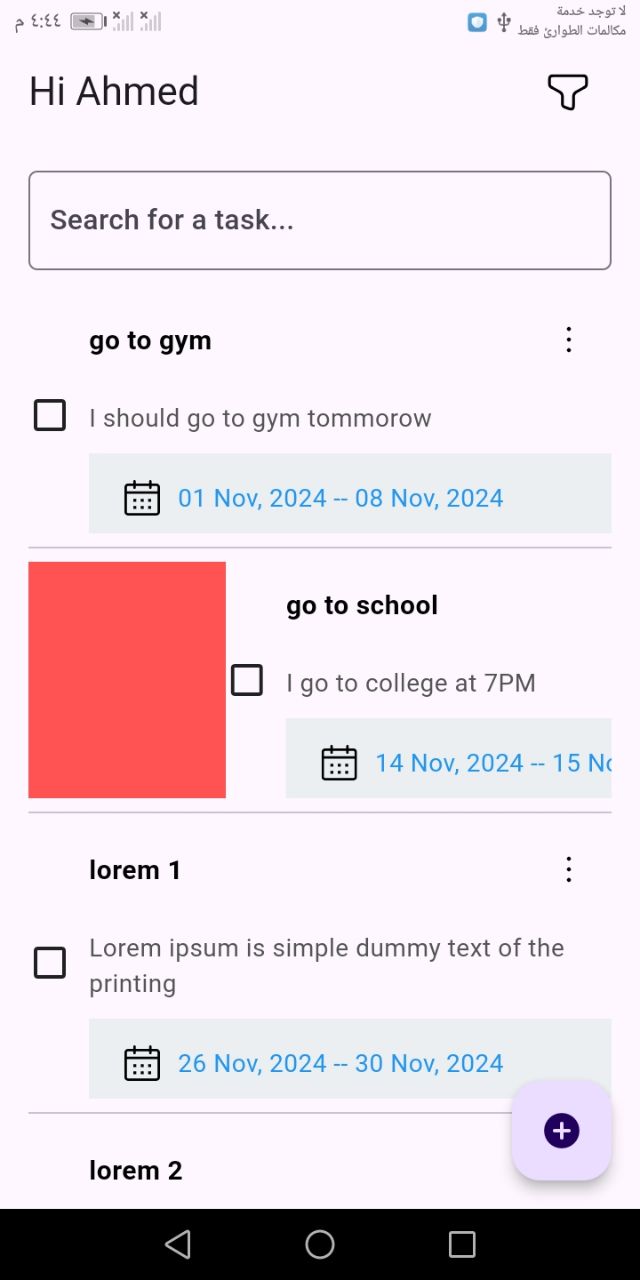 لا توجد خدمة
مكالمات الطوارئ فقط
٤:٤٤ م
Hi Ahmed
Search for a task...
go to gym
I should go to gym tommorow
01 Nov, 2024 -- 08 Nov, 2024
go to school
I go to college at 7PM
14 Nov, 2024 -- 15 No
lorem 1
Lorem ipsum is simple dummy text of the
printing
26 Nov, 2024 -- 30 Nov, 2024
lorem 2